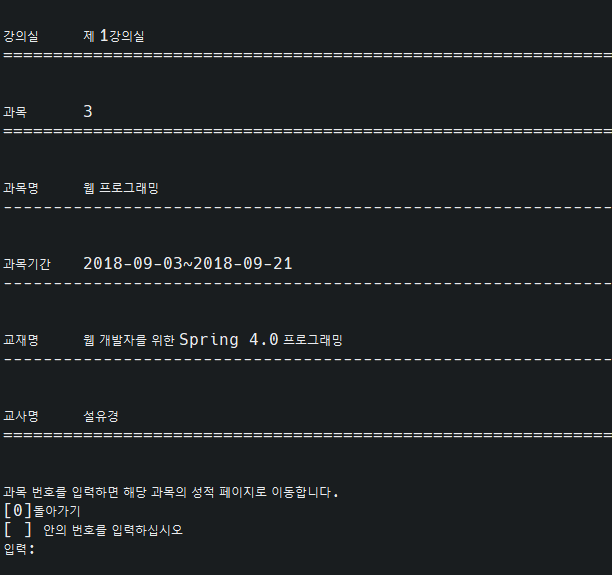 강의실 제 1강의실
=============================================================
과목 3
=============================================================
과목명 웹 프로그래밍
-------------------------------------------------------------
과목기간 2018-09-03~2018-09-21
-------------------------------------------------------------
교재명 웹 개발자를 위한 Spring 4.0 프로그래밍
-------------------------------------------------------------
교사명 설유경
=============================================================
과목 번호를 입력하면 해당 과목의 성적 페이지로 이동합니다.
[0]돌아가기
[ ] 안의 번호를 입력하십시오
입력: